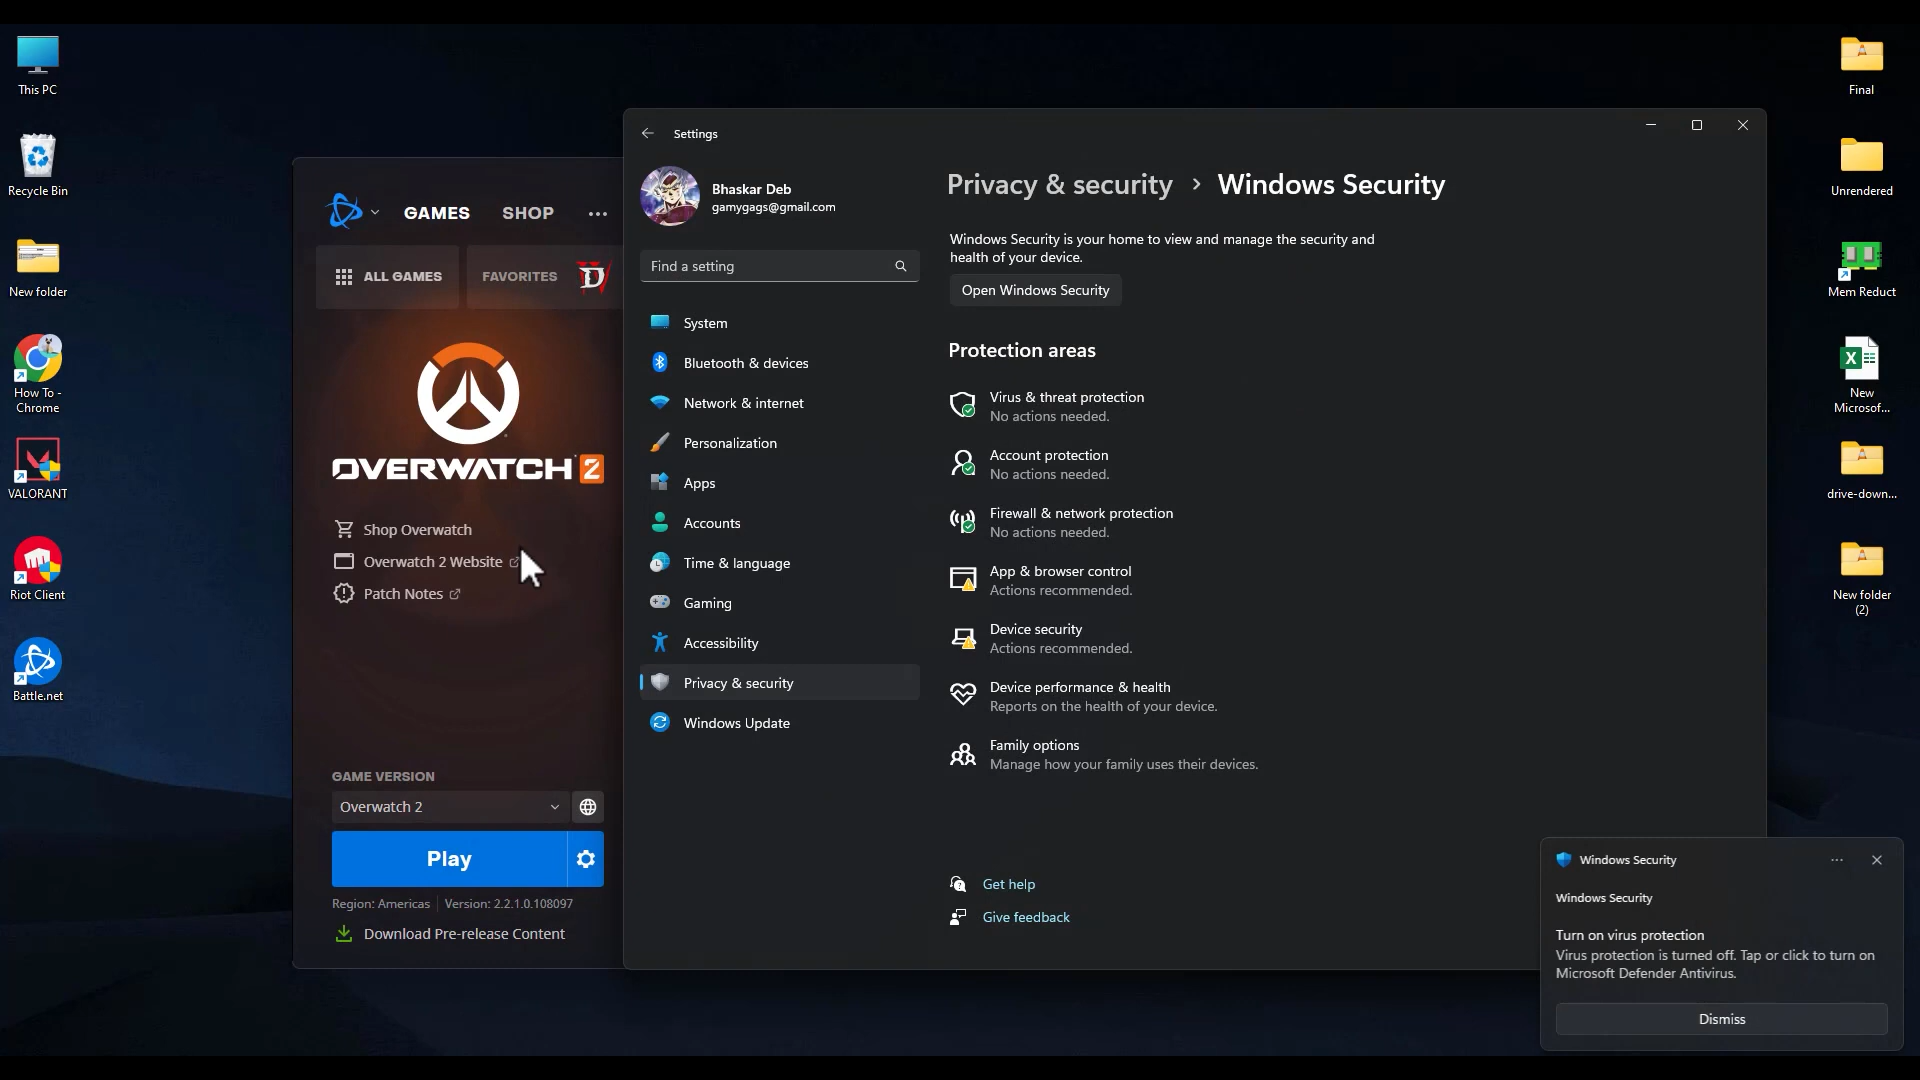 This PC
Recycle Bin
New folder
How To -
Chrome
VALORANT
Riot Client
Battle.net
GAMES
SHOP
ALL GAMES
FAVORITES
OVERWATCH 2
Shop Overwatch
Overwatch 2 Website
Patch Notes
GAME VERSION
Overwatch 2
Play
Region: Americas
Version: 2.2.1.0.108097
Download Pre-release Content
Settings
Bhaskar Deb
gamygags@gmail.com
Find a setting
System
Bluetooth & devices
Network & internet
Personalization
Apps
Accounts
Time & language
Gaming
Accessibility
Privacy & security
Windows Update
Privacy & security › Windows Security
Windows Security is your home to view and manage the security and
health of your device.
Open Windows Security
Protection areas
Virus & threat protection
No actions needed.
Account protection
No actions needed.
Firewall & network protection
No actions needed.
App & browser control
Actions recommended.
Device security
Actions recommended.
Device performance & health
Reports on the health of your device.
Family options
Manage how your family uses their devices.
Get help
Give feedback
Final
Unrendered
Mem Reduct
New
Microsof...
drive-down...
New folder
(2)
Windows Security
Windows Security
Turn on virus protection
Virus protection is turned off. Tap or click to turn on
Microsoft Defender Antivirus.
Dismiss